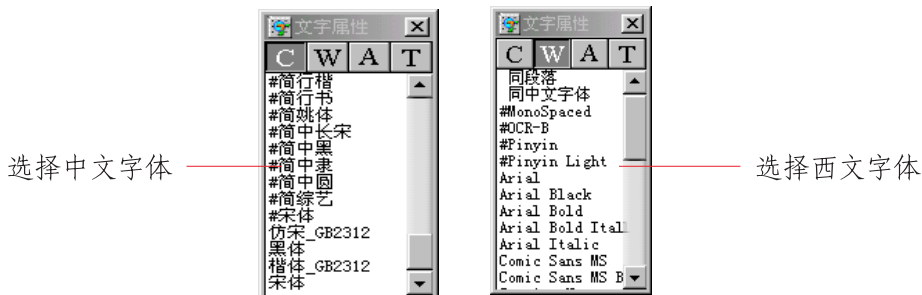 文字属性
C W A T
#简行楷
#简行书
#简姚体
#简中长宋
#简中黑
#简中隶
#简中圆
#简综艺
#宋体
仿宋_GB2312
黑体
楷体_GB2312
宋体
选择中文字体
文字属性
C W A T
同段落
同中文字体
#MonoSpaced
#OCR-B
#Pinyin
#Pinyin Light
Arial
Arial Black
Arial Bold
Arial Bold Ital
Arial Italic
Comic Sans MS
Comic Sans MS B
选择西文字体